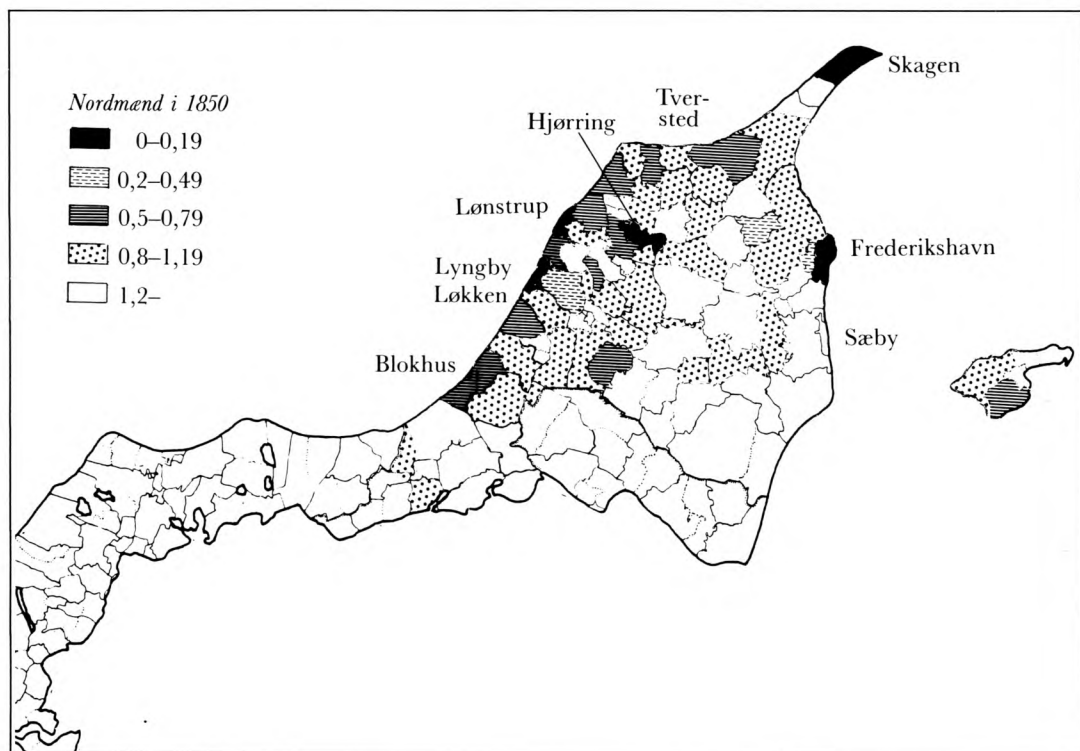 Nordmænd i 1850
0–0,19
0,2–0,49
0,5–0,79
0,8–1,19
1,2–
Skagen
Tver-
sted
Hjørring
Lønstrup
Frederikshavn
Lyngby
Løkken
Sæby
Blokhus